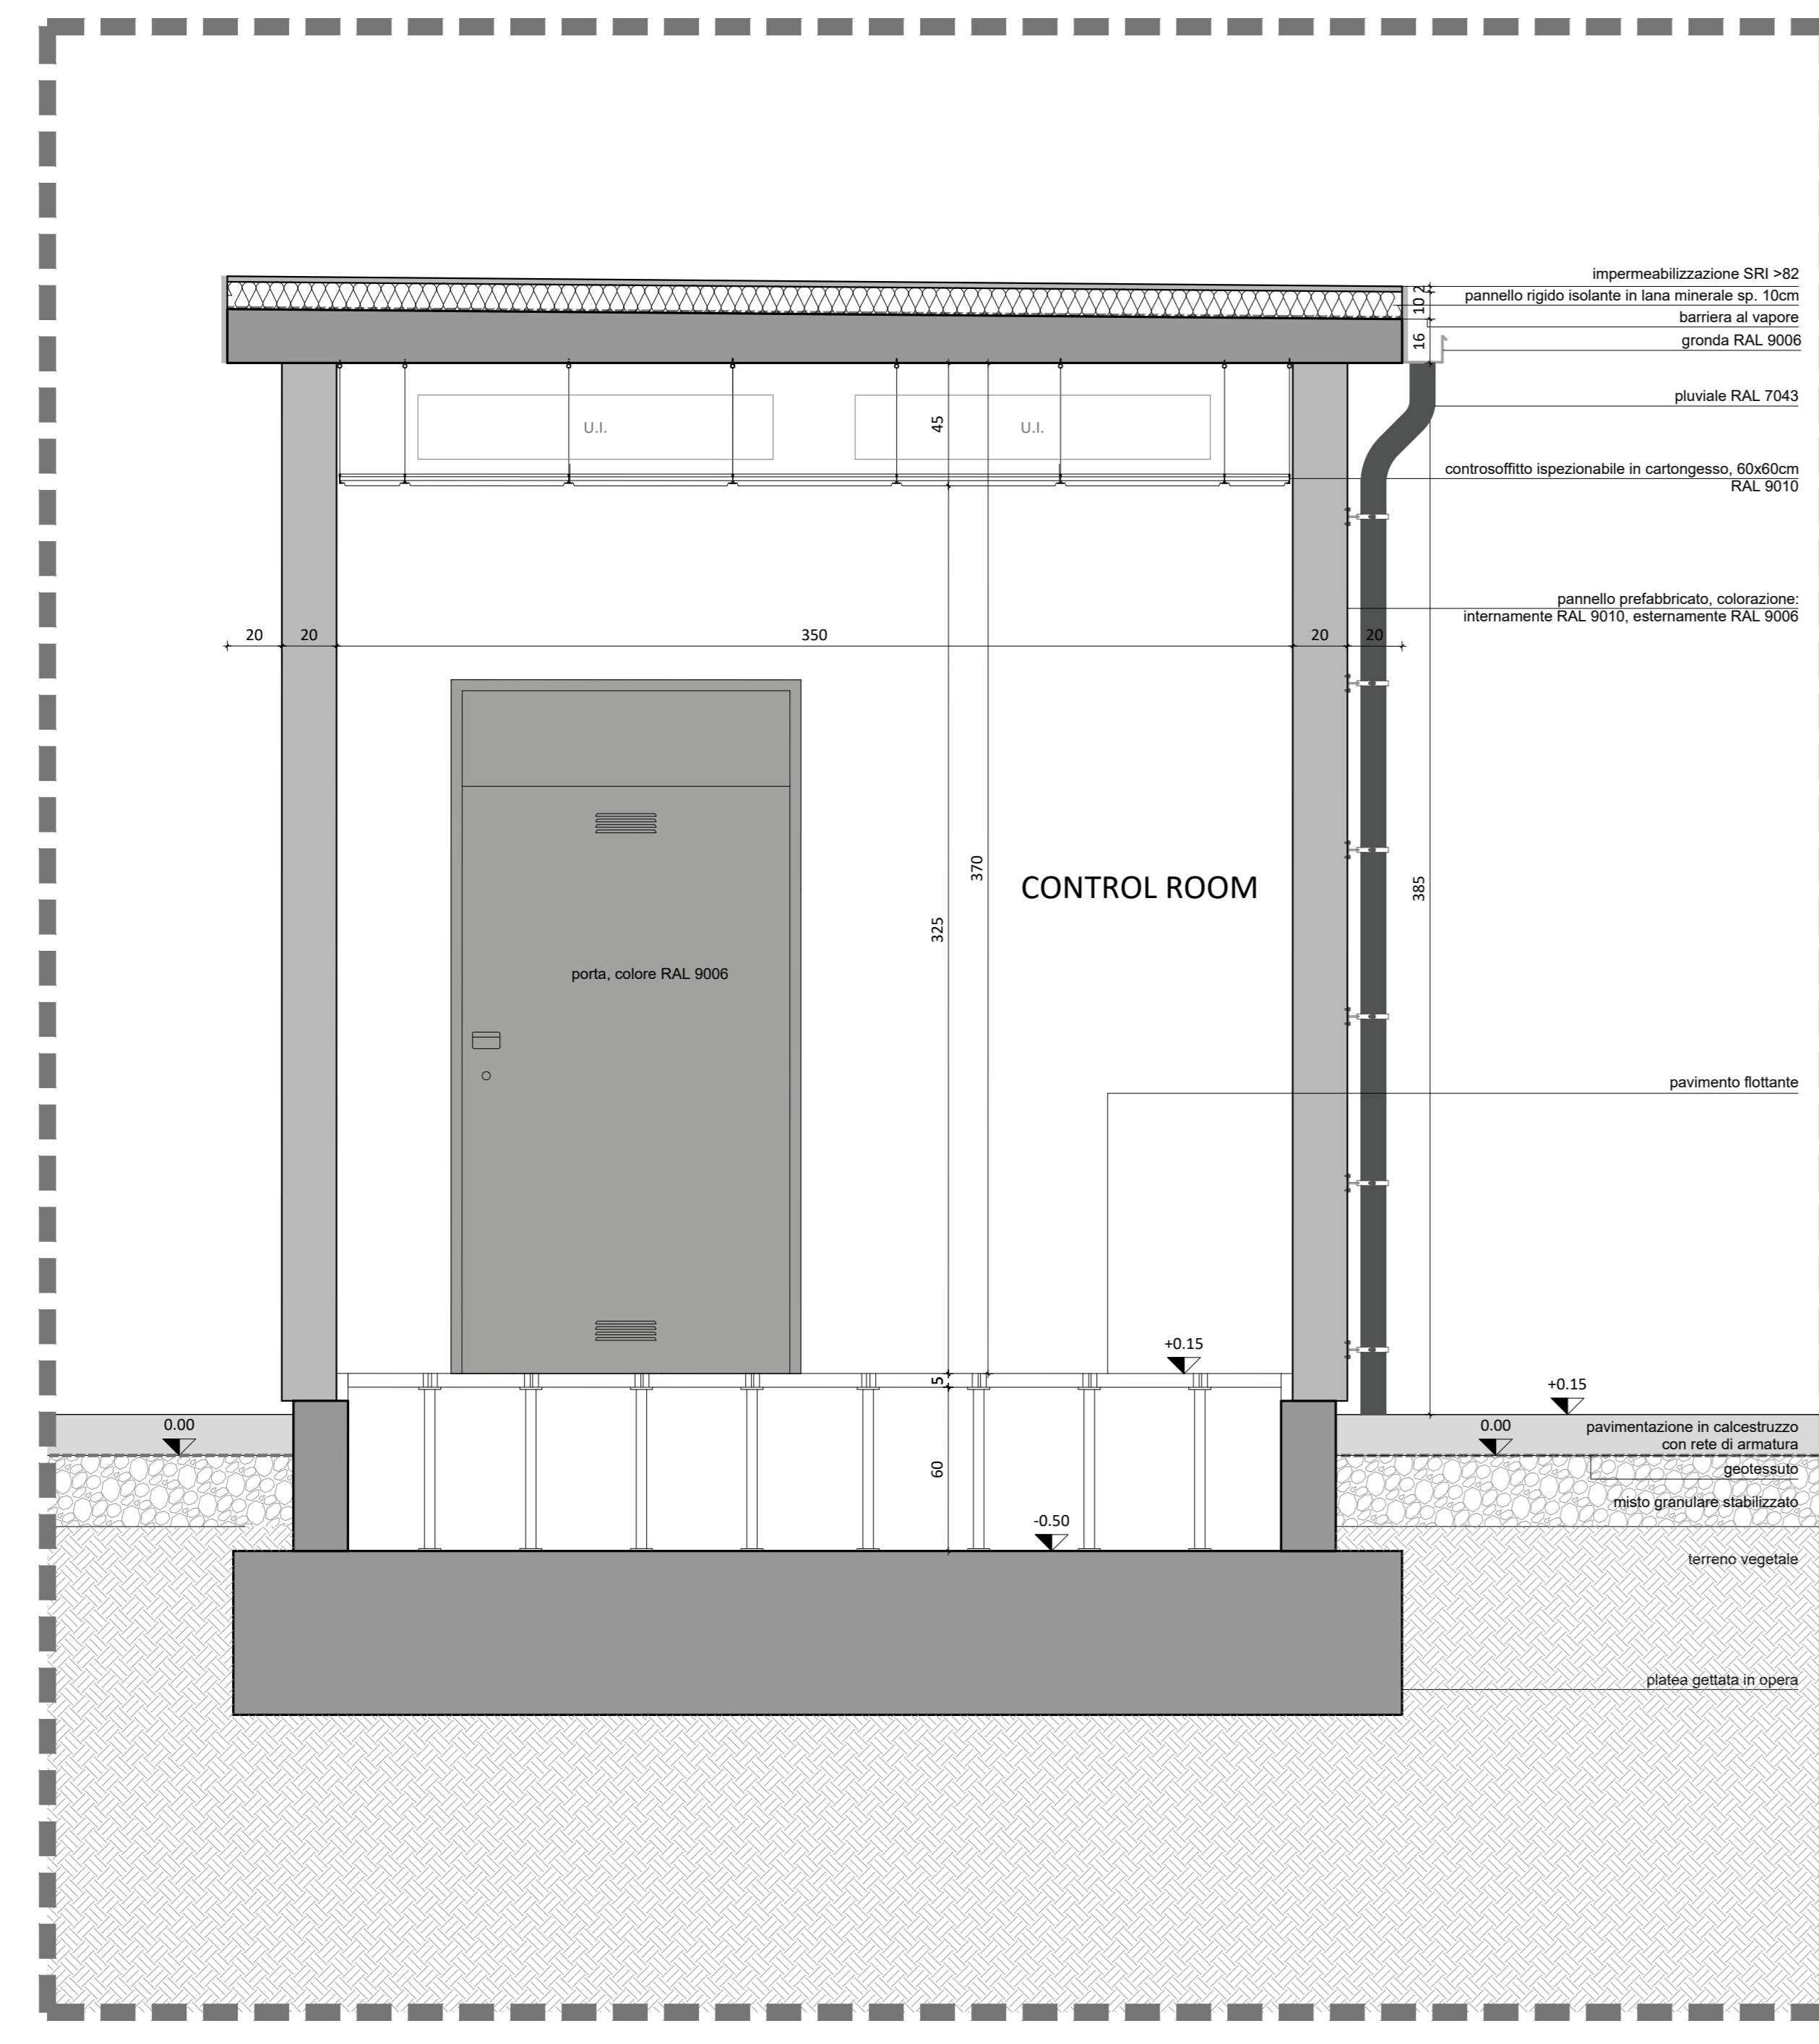 impermeabilizzazione SRI >82
2
pannello rigido isolante in lana minerale sp. 10cm
10
barriera al vapore
gronda RAL 9006
16
pluviale RAL 7043
U.I.
45
U.I.
controsoffitto ispezionabile in cartongesso, 60x60cm
RAL 9010
pannello prefabbricato, colorazione:
internamente RAL 9010, esternamente RAL 9006
20 20 350 20 20
370
CONTROL ROOM
385
325
porta, colore RAL 9006
pavimento flottante
+0.15
5
+0.15
0.00
0.00
pavimentazione in calcestruzzo
con rete di armatura
60
geotessuto
misto granulare stabilizzato
-0.50
terreno vegetale
platea gettata in opera